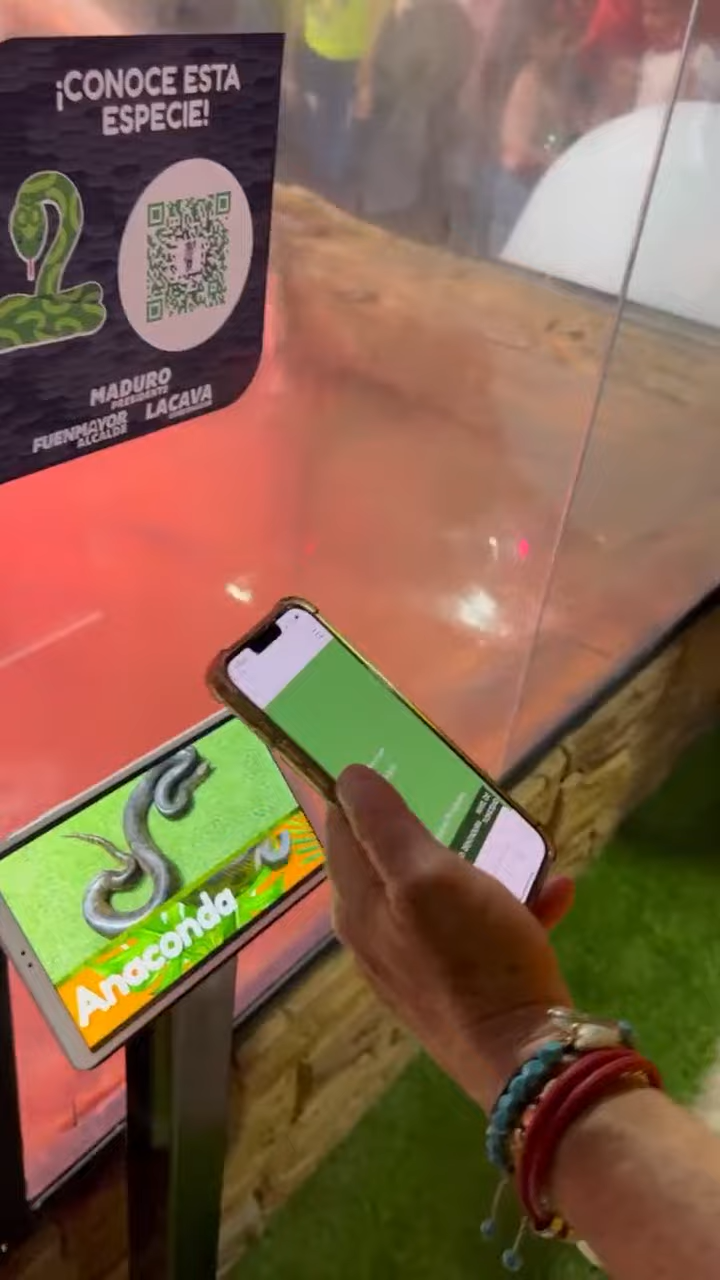 ¡CONOCE ESTA
ESPECIE!
MADURO
PRESIDENTE
FUENMAYOR
ALCALDE
LACAVA
Anaconda